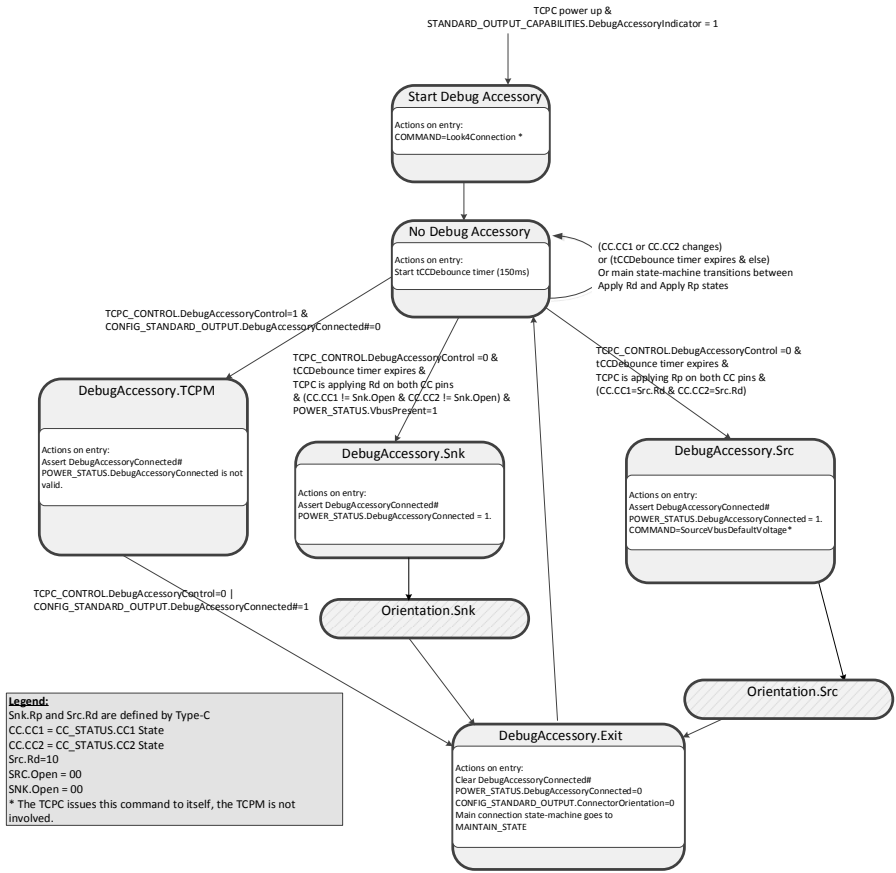 TCPC power up &
STANDARD_OUTPUT_CAPABILITIES.DebugAccessoryIndicator = 1
Start Debug Accessory
Actions on entry:
COMMAND=Look4Connection *
No Debug Accessory
Actions on entry:
Start tCCDebounce timer (150ms)
(CC.CC1 or CC.CC2 changes)
or (tCCDebounce timer expires & else)
Or main state-machine transitions between
Apply Rd and Apply Rp states
TCPC_CONTROL.DebugAccessoryControl=1 &
CONFIG_STANDARD_OUTPUT.DebugAccessoryConnected#=0
TCPC_CONTROL.DebugAccessoryControl =0 &
tCCDebounce timer expires &
TCPC is applying Rd on both CC pins
& (CC.CC1 != Snk.Open & CC.CC2 != Snk.Open) &
POWER_STATUS.VbusPresent=1
TCPC_CONTROL.DebugAccessoryControl =0 &
tCCDebounce timer expires &
TCPC is applying Rp on both CC pins &
(CC.CC1=Src.Rd & CC.CC2=Src.Rd)
DebugAccessory.TCPM
Actions on entry:
Assert DebugAccessoryConnected#
POWER_STATUS.DebugAccessoryConnected is not
valid.
DebugAccessory.Snk
Actions on entry:
Assert DebugAccessoryConnected#
POWER_STATUS.DebugAccessoryConnected = 1.
DebugAccessory.Src
Actions on entry:
Assert DebugAccessoryConnected#
POWER_STATUS.DebugAccessoryConnected = 1.
COMMAND=SourceVbusDefaultVoltage*
TCPC_CONTROL.DebugAccessoryControl=0 |
CONFIG_STANDARD_OUTPUT.DebugAccessoryConnected#=1
Orientation.Snk
Orientation.Src
DebugAccessory.Exit
Actions on entry:
Clear DebugAccessoryConnected#
POWER_STATUS.DebugAccessoryConnected=0
CONFIG_STANDARD_OUTPUT.ConnectorOrientation=0
Main connection state-machine goes to
MAINTAIN_STATE
Legend:
Snk.Rp and Src.Rd are defined by Type-C
CC.CC1 = CC_STATUS.CC1 State
CC.CC2 = CC_STATUS.CC2 State
Src.Rd=10
SRC.Open = 00
SNK.Open = 00
* The TCPC issues this command to itself, the TCPM is not
involved.